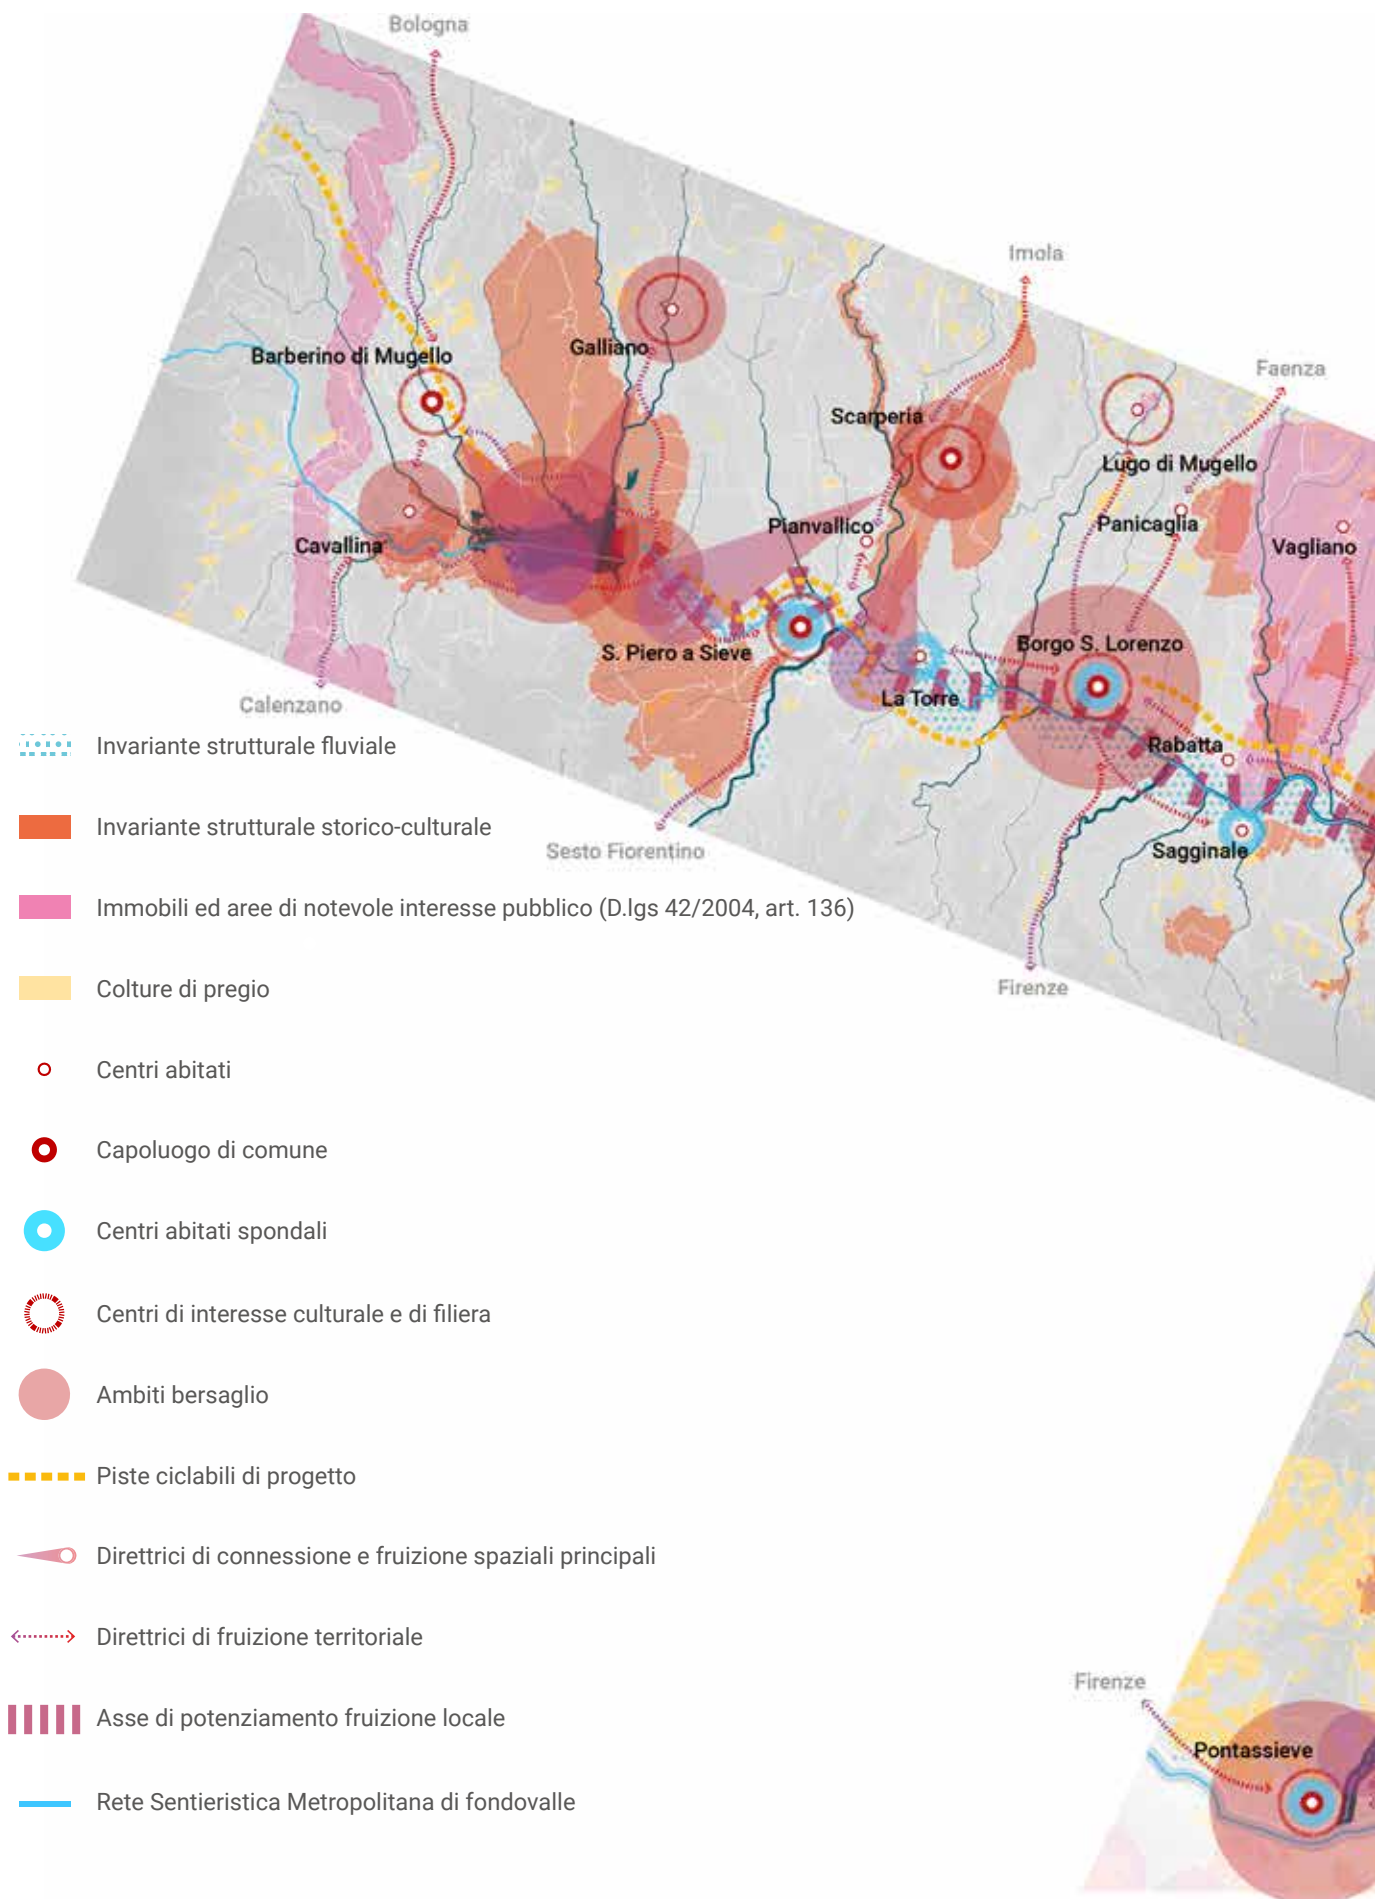 Bologna
Imola
Barberino di Mugello
Galliano
Faenza
Scarperia
Lugo di Mugello
Pianvallico
Panicaglia
Cavallina
Vagliano
S. Piero a Sieve
Borgo S. Lorenzo
Calenzano
La Torre
Rabatta
Sesto Fiorentino
Sagginale
Firenze
Invariante strutturale fluviale
Invariante strutturale storico-culturale
Immobili ed aree di notevole interesse pubblico (D.lgs 42/2004, art. 136)
Colture di pregio
Centri abitati
Capoluogo di comune
Centri abitati spondali
Centri di interesse culturale e di filiera
Ambiti bersaglio
Piste ciclabili di progetto
Direttrici di connessione e fruizione spaziali principali
Direttrici di fruizione territoriale
Asse di potenziamento fruizione locale
Rete Sentieristica Metropolitana di fondovalle
Firenze
Pontassieve